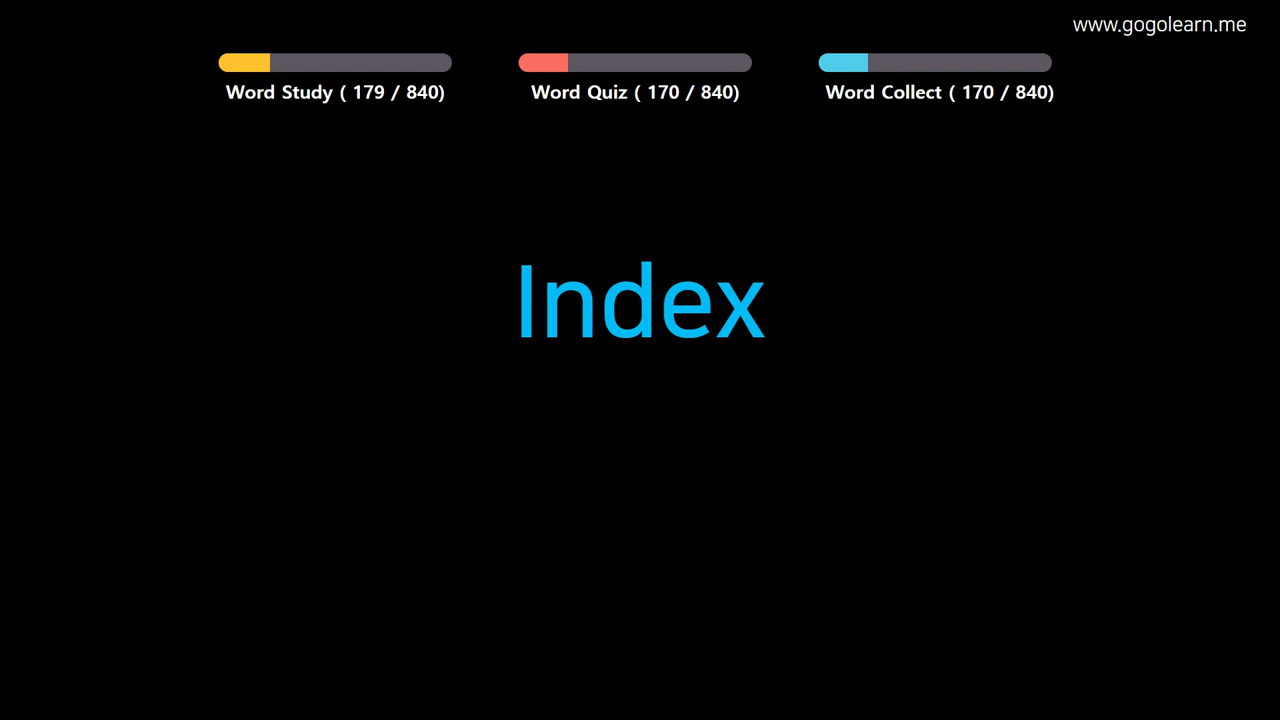 www.gogolearn.me
Word Study ( 179 / 840)
Word Quiz ( 170 / 840)
Word Collect ( 170 / 840)
Index